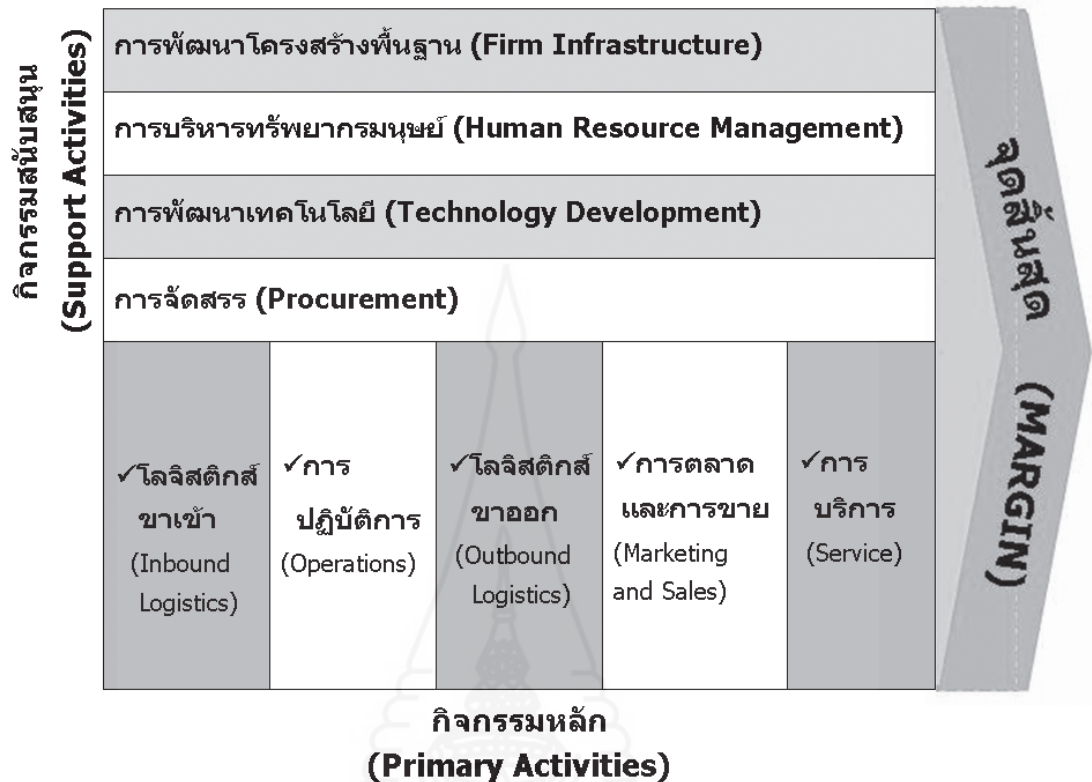 กิจกรรมสนับสนุน
(Support Activities)
การพัฒนาโครงสร้างพื้นฐาน (Firm Infrastructure)
การบริหารทรัพยากรมนุษย์ (Human Resource Management)
การพัฒนาเทคโนโลยี (Technology Development)
การจัดสรร (Procurement)
✓โลจิสติกส์
ขาเข้า
(Inbound
Logistics)
✓การ
ปฏิบัติการ
(Operations)
✓โลจิสติกส์
ขาออก
(Outbound
Logistics)
✓การตลาด
และการขาย
(Marketing
and Sales)
✓การ
บริการ
(Service)
จุดสิ้นสุด (MARGIN)
กิจกรรมหลัก
(Primary Activities)